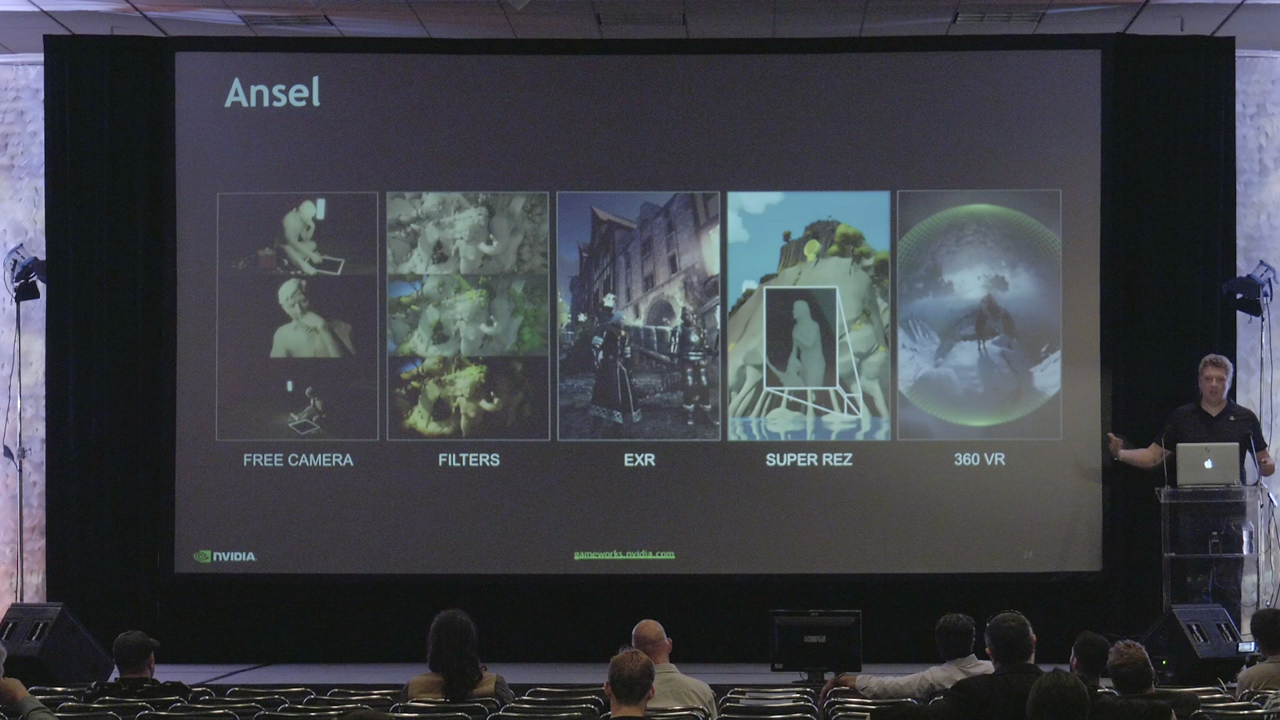 Ansel
FREE CAMERA
FILTERS
EXR
SUPER REZ
360 VR
NVIDIA
gameworks.nvidia.com